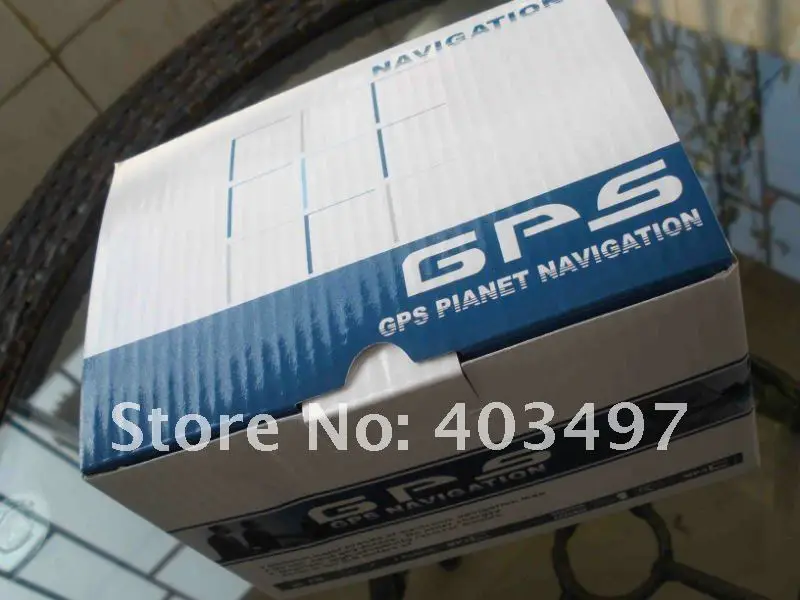 NAVIGATION
GPS
GPS PIANET NAVIGATION
Store No: 403497
GPS
GPS NAVIGATION